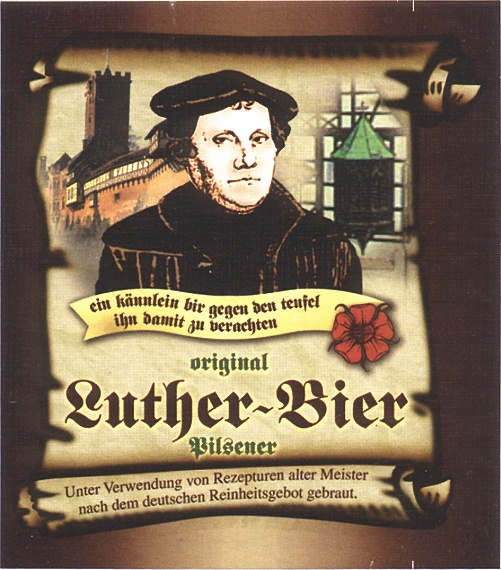 ein kännlein bir gegen den teufel
ihn damit zu verachten
original
Luther-Bier
Pilsener
Unter Verwendung von Rezepturen alter Meister
nach dem deutschen Reinheitsgebot gebraut.